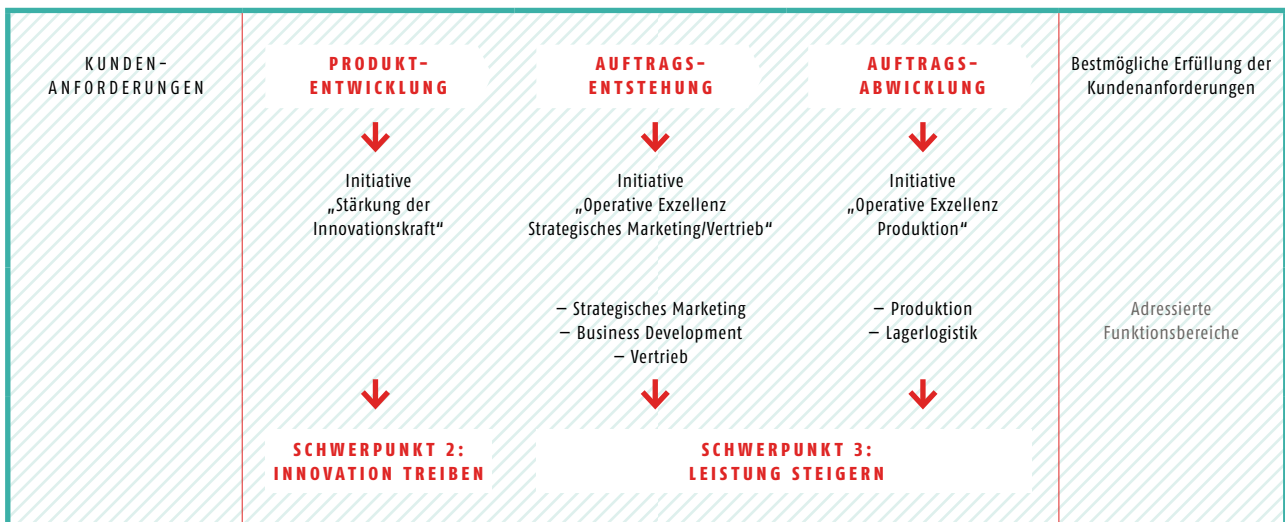 KUNDEN-
ANFORDERUNGEN
PRODUKT-
ENTWICKLUNG
AUFTRAGS-
ENTSTEHUNG
AUFTRAGS-
ABWICKLUNG
Bestmögliche Erfüllung der
Kundenanforderungen
Initiative
„Stärkung der
Innovationskraft“
Initiative
„Operative Exzellenz
Strategisches Marketing/Vertrieb“
Initiative
„Operative Exzellenz
Produktion“
– Strategisches Marketing
– Business Development
– Vertrieb
– Produktion
– Lagerlogistik
Adressierte
Funktionsbereiche
SCHWERPUNKT 2:
INNOVATION TREIBEN
SCHWERPUNKT 3:
LEISTUNG STEIGERN